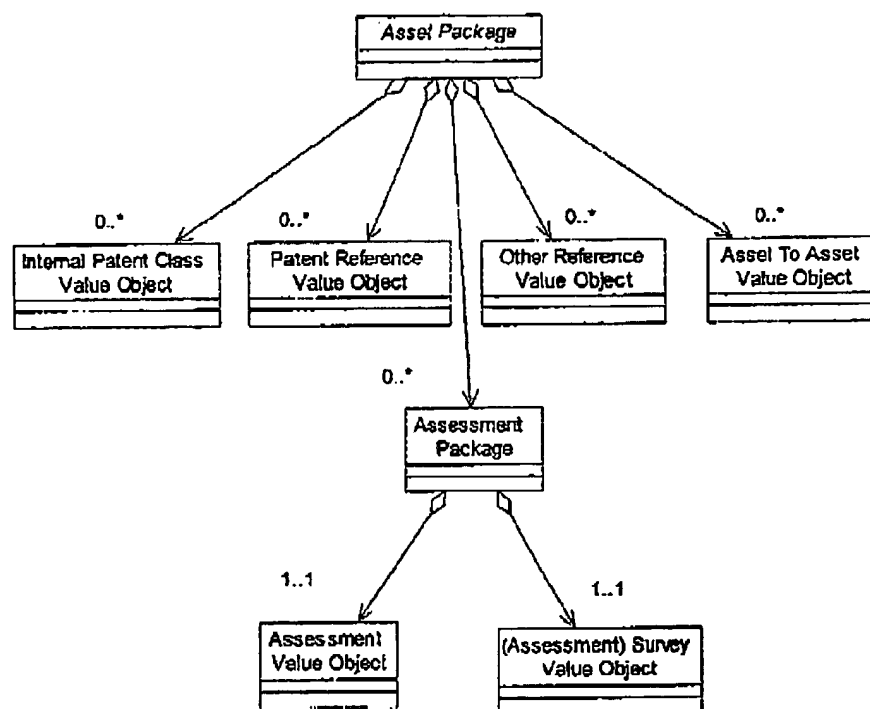 Asset Package
0..*
0..*
0..*
0..*
Internal Patent Class
Value Object
Patent Reference
Value Object
Other Reference
Value Object
Asset To Asset
Value Object
0..*
Assessment
Package
1..1
1..1
Assessment
Value Object
(Assessment) Survey
Value Object